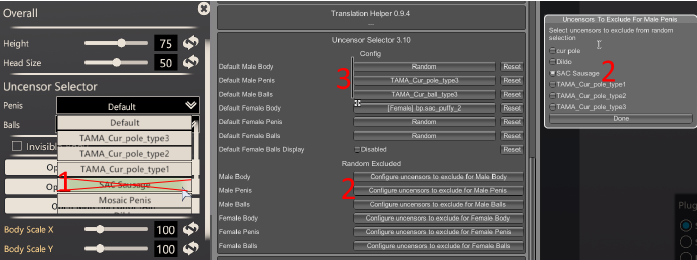 Overall
Height 75
Head Size 50
Uncensor Selector
Penis Default
Balls
Default
TAMA_Cur_pole_type3
TAMA_Cur_pole_type2
TAMA_Cur_pole_type1
SAC Sausage
Mosaic Penis
Invisib
Op
Op
Op
1
Body Scale X 100
Body Scale Y 100
Translation Helper 0.9.4
Uncensor Selector 3.10
Config
Default Male Body Random Reset
Default Male Penis TAMA_Cur_pole_type3 Reset
Default Male Balls TAMA_Cur_ball_type3 Reset
Default Female Body [Female] bp.sac_puffy_2 Reset
Default Female Penis Random Reset
Default Female Balls Random Reset
Default Female Balls Display Disabled Reset
3
Random Excluded
Male Body Configure uncensors to exclude for Male Body
Male Penis Configure uncensors to exclude for Male Penis
Male Balls Configure uncensors to exclude for Male Balls
Female Body Configure uncensors to exclude for Female Body
Female Penis Configure uncensors to exclude for Female Penis
Female Balls Configure uncensors to exclude for Female Balls
2
Uncensors To Exclude For Male Penis
Select uncensors to exclude from random
selection
cur pole
Dildo
SAC Sausage
TAMA_Cur_pole_type1
TAMA_Cur_pole_type2
TAMA_Cur_pole_type3
Done
2
Plug